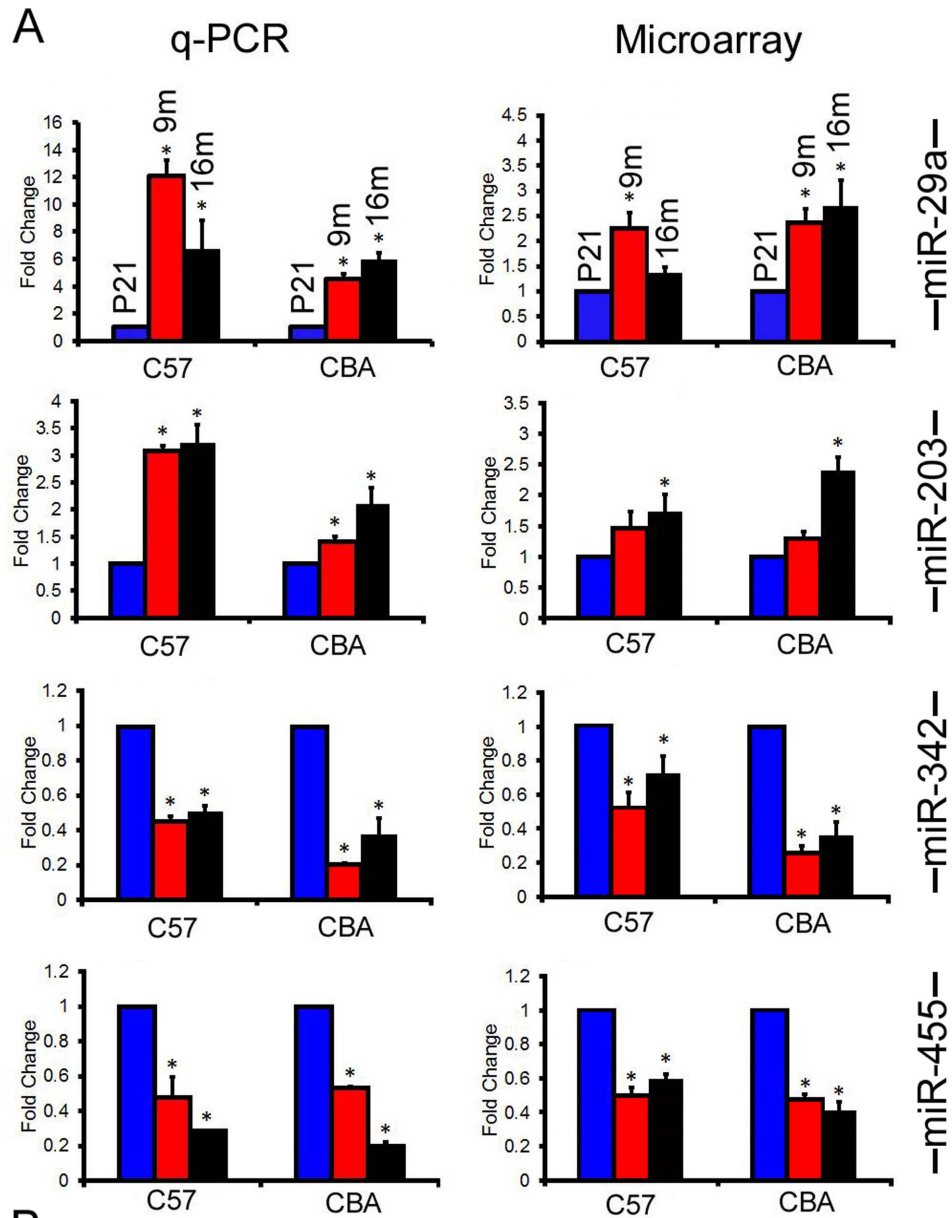 A
q-PCR
Microarray
Fold Change
16
14
12
10
8
6
4
2
0
P21
* 9m
* 16m
P21
* 9m
* 16m
C57
CBA
Fold Change
4.5
4
3.5
3
2.5
2
1.5
1
0.5
0
P21
* 9m
16m
P21
* 9m
* 16m
C57
CBA
–miR-29a–
Fold Change
4
3.5
3
2.5
2
1.5
1
0.5
0
*
*
*
*
C57
CBA
Fold Change
3.5
3
2.5
2
1.5
1
0.5
0
*
*
C57
CBA
–miR-203–
Fold Change
1.2
1
0.8
0.6
0.4
0.2
0
*
*
*
*
C57
CBA
Fold Change
1.2
1
0.8
0.6
0.4
0.2
0
*
*
*
*
C57
CBA
–miR-342–
Fold Change
1.2
1
0.8
0.6
0.4
0.2
0
*
*
*
*
C57
CBA
Fold Change
1.2
1
0.8
0.6
0.4
0.2
0
*
*
*
*
C57
CBA
–miR-455–